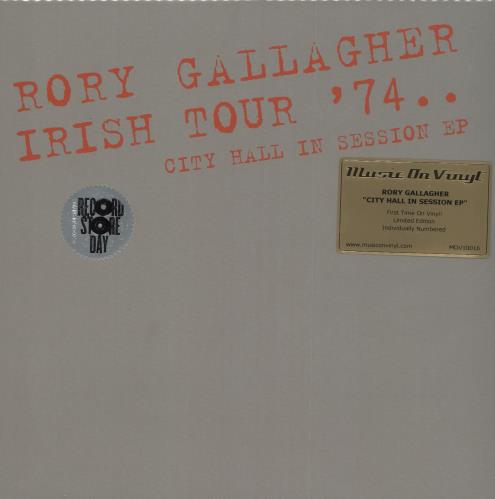 RORY GALLAGHER
IRISH TOUR '74..
CITY HALL IN SESSION EP
Music On Vinyl
RORY GALLAGHER
"CITY HALL IN SESSION EP"
First Time On Vinyl!
Limited Edition
Individually Numbered
www.musiconvinyl.com
MOV10016
RECORD
STORE
DAY